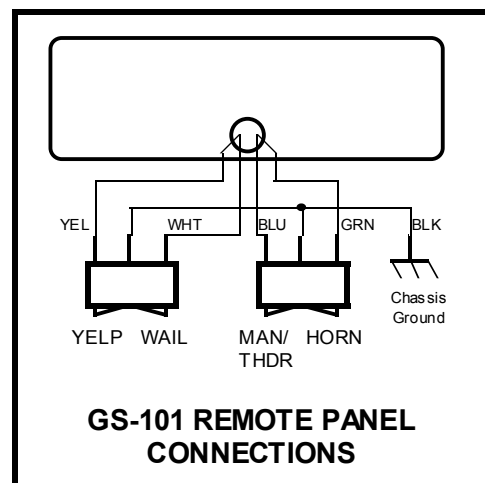 YEL WHT BLU GRN BLK
Chassis
Ground
YELP WAIL MAN/ HORN
THDR
GS-101 REMOTE PANEL
CONNECTIONS